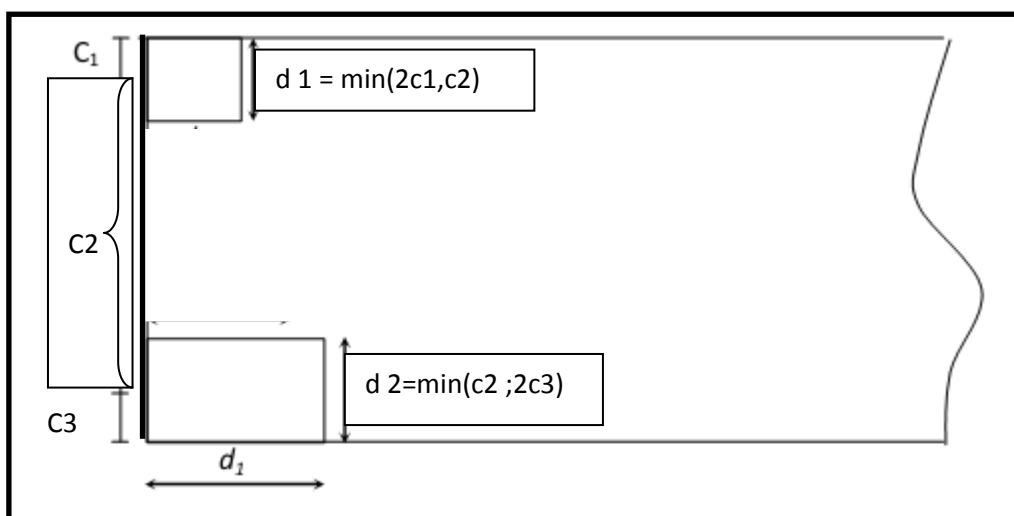 C₁
d 1 = min(2c1,c2)
C2
d 2=min(c2 ;2c3)
C3
d₁